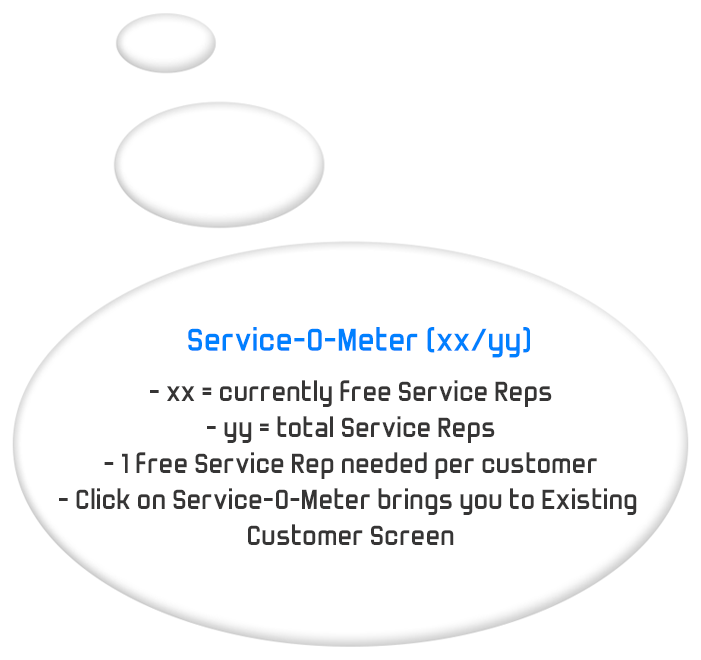 Service-O-Meter (xx/yy)
- xx = currently free Service Reps
- yy = total Service Reps
- 1 Free Service Rep needed per customer
- Click on Service-O-Meter brings you to Existing
Customer Screen